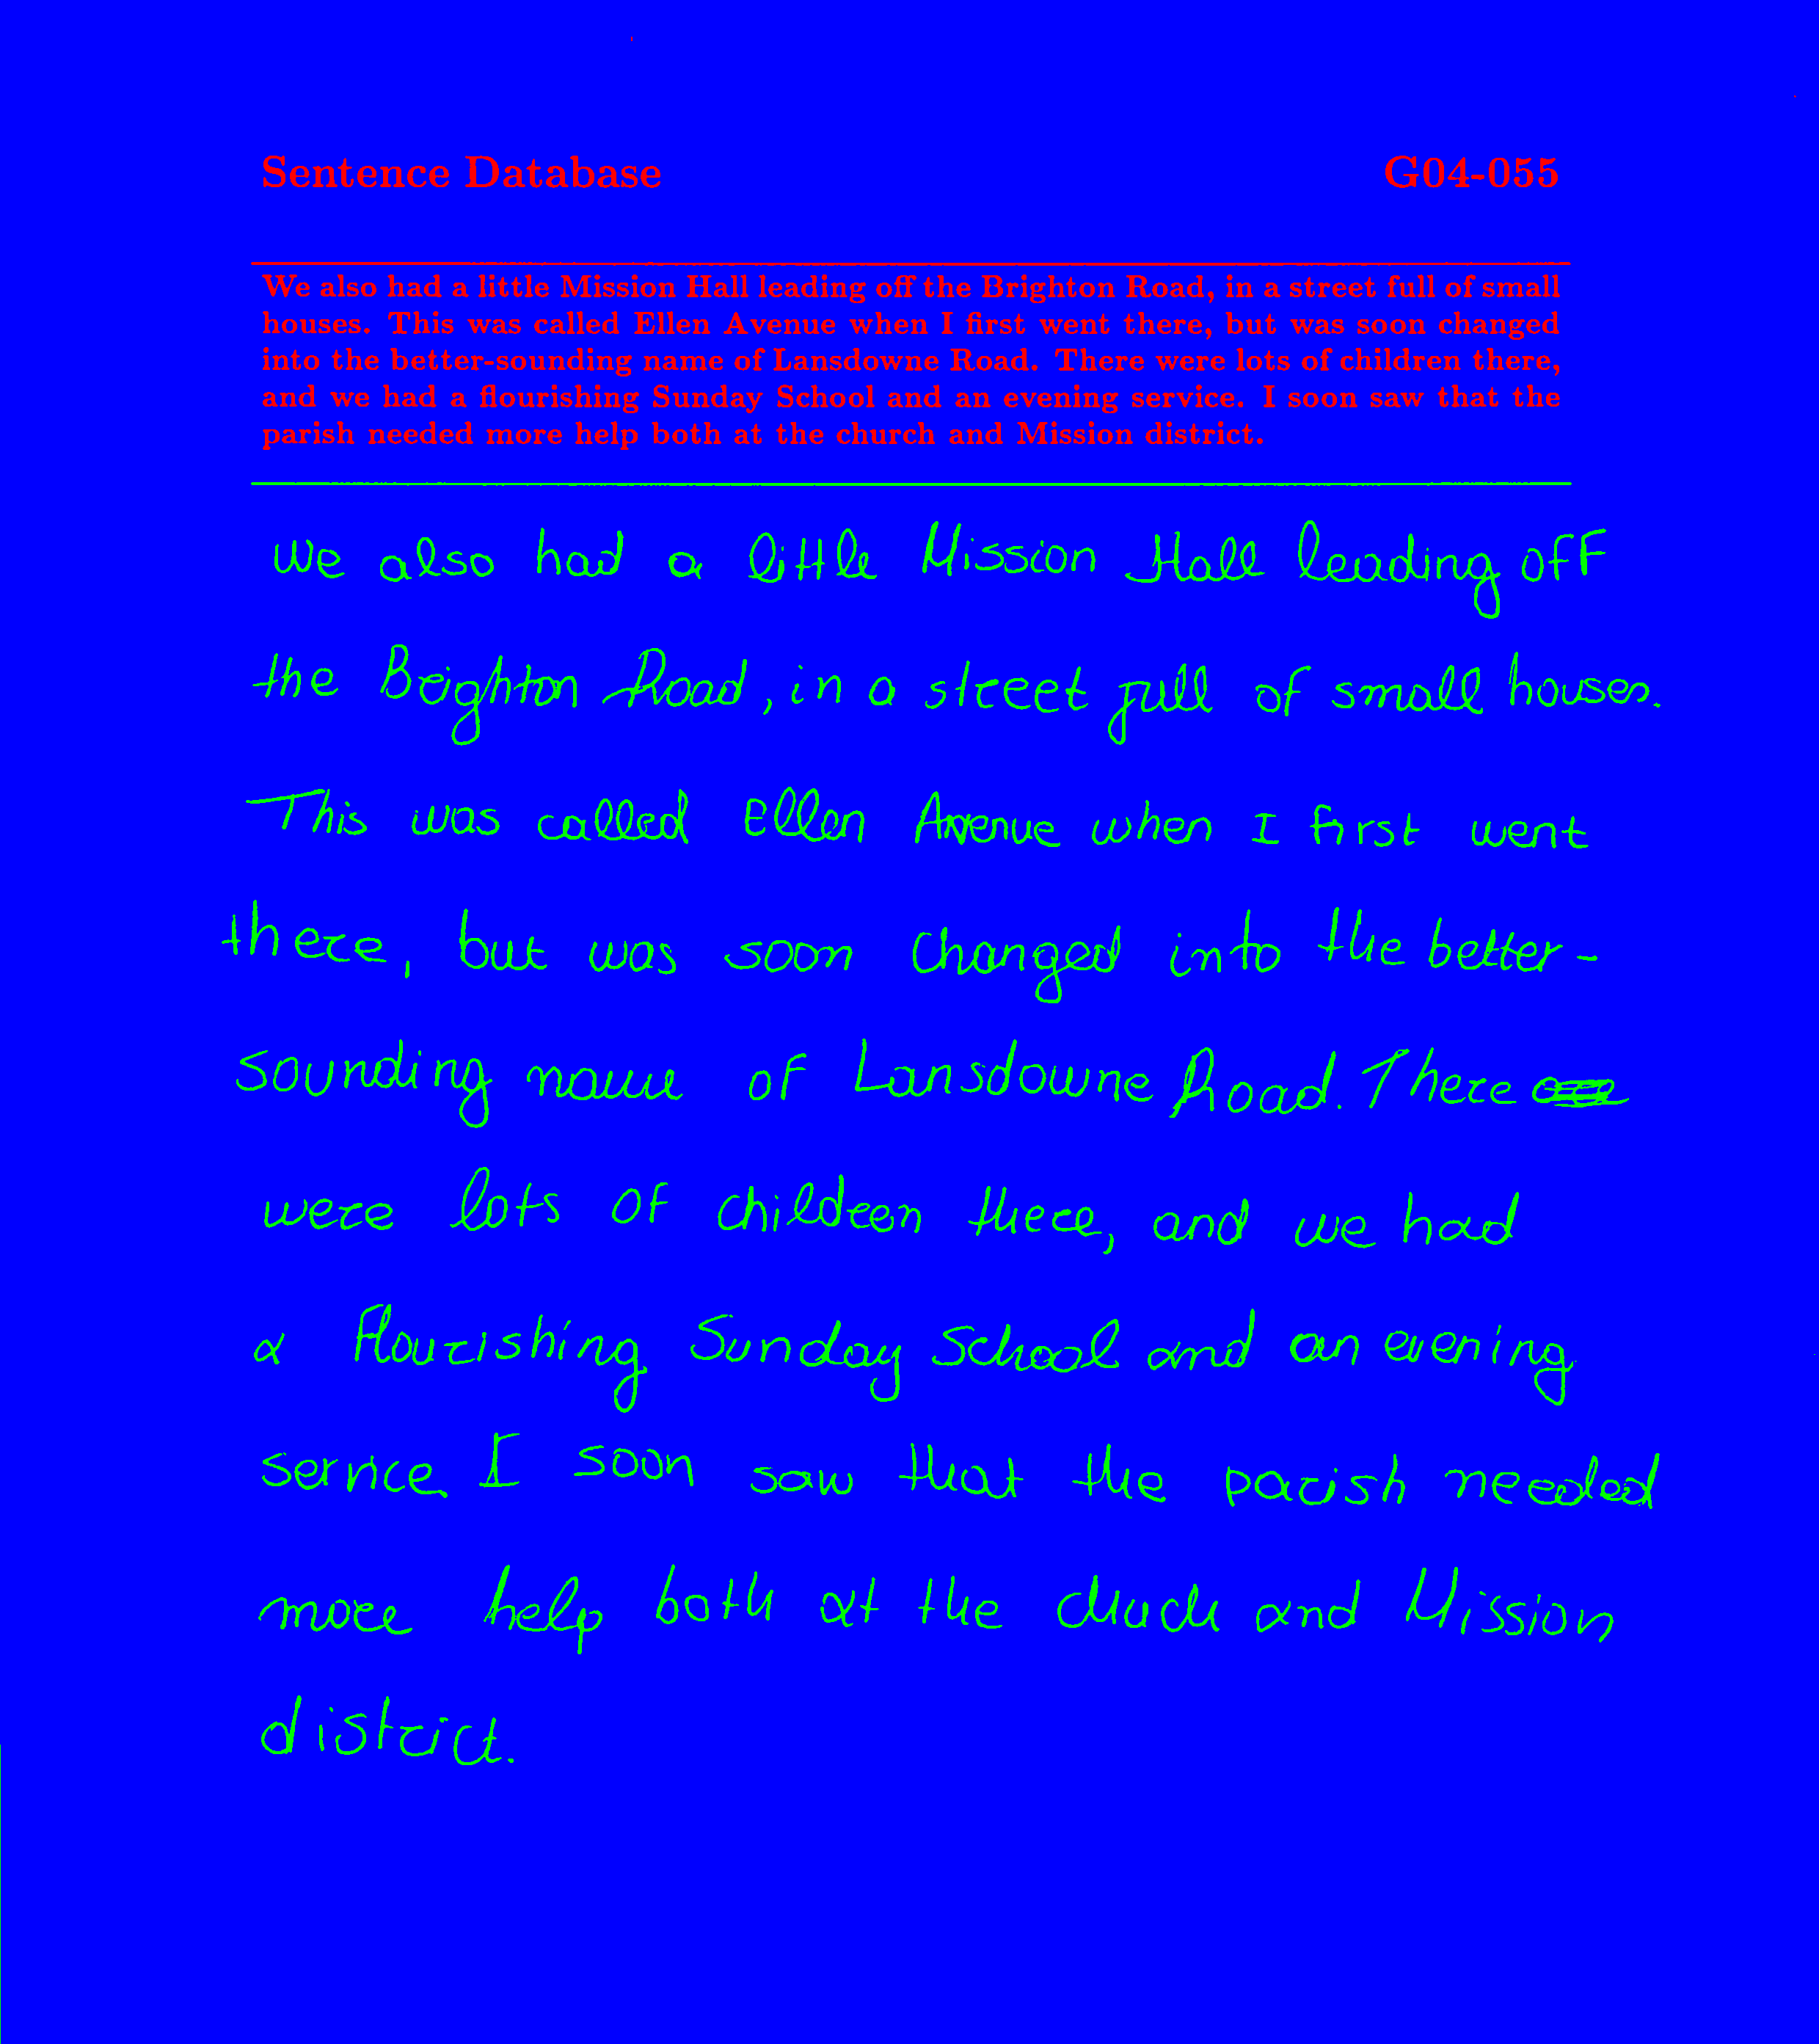 Sentence Database G04-055
We also had a little Mission Hall leading off the Brighton Road, in a street full of small
houses. This was called Ellen Avenue when I first went there, but was soon changed
into the better-sounding name of Lansdowne Road. There were lots of children there,
and we had a flourishing Sunday School and an evening service. I soon saw that the
parish needed more help both at the church and Mission district.
We also had a little Mission Hall leading off
the Brighton Road, in a street full of small houses.
This was called Ellen Avenue when I first went
there, but was soon changed into the better-
sounding name of Lansdowne Road. There
were lots of children there, and we had
a flourishing Sunday School and an evening
service. I soon saw that the parish needed
more help both at the church and Mission
district.